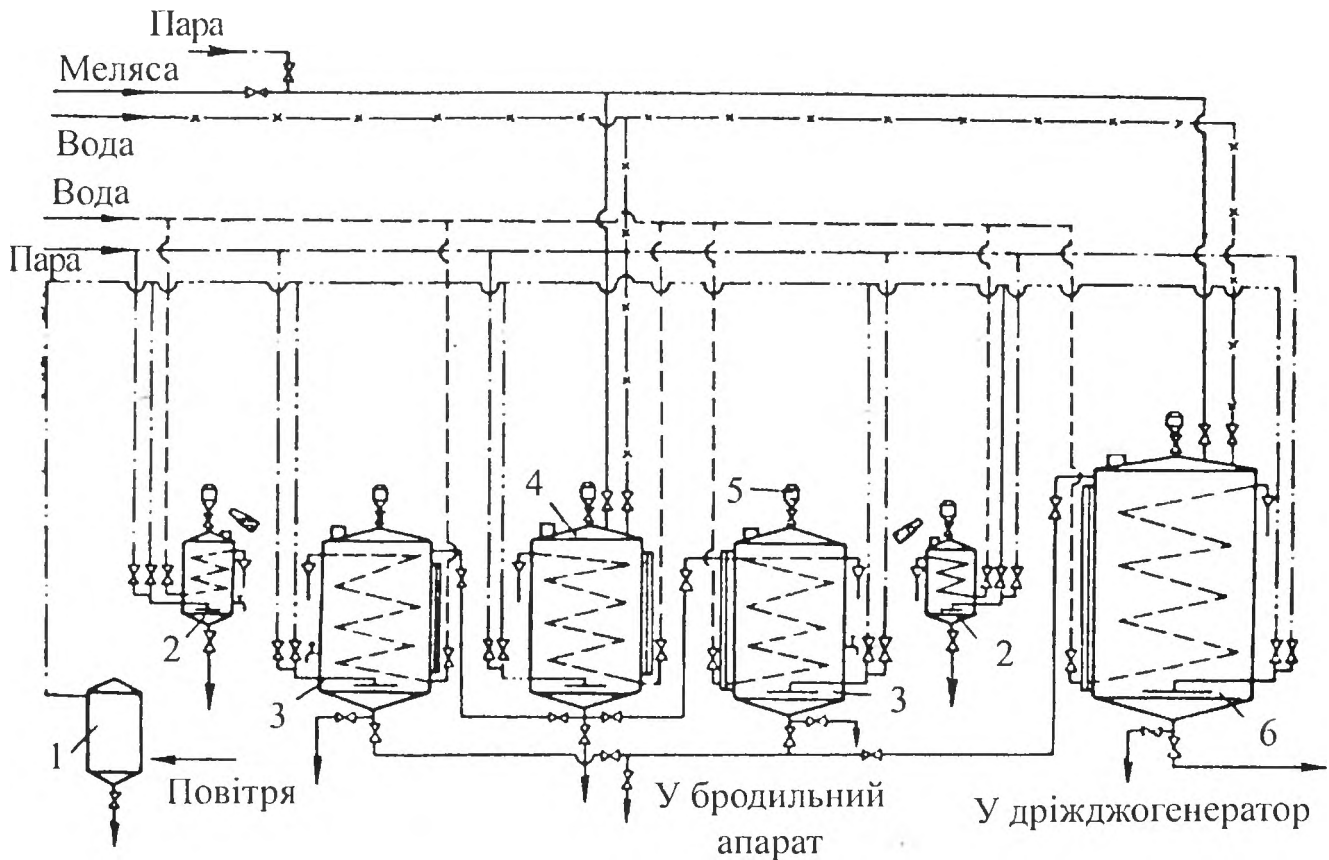 Пара
Меляса
Вода
Вода
Пара
4
5
2
3
3
2
6
1
Повітря
У бродильний
апарат
У дріжджогенератор